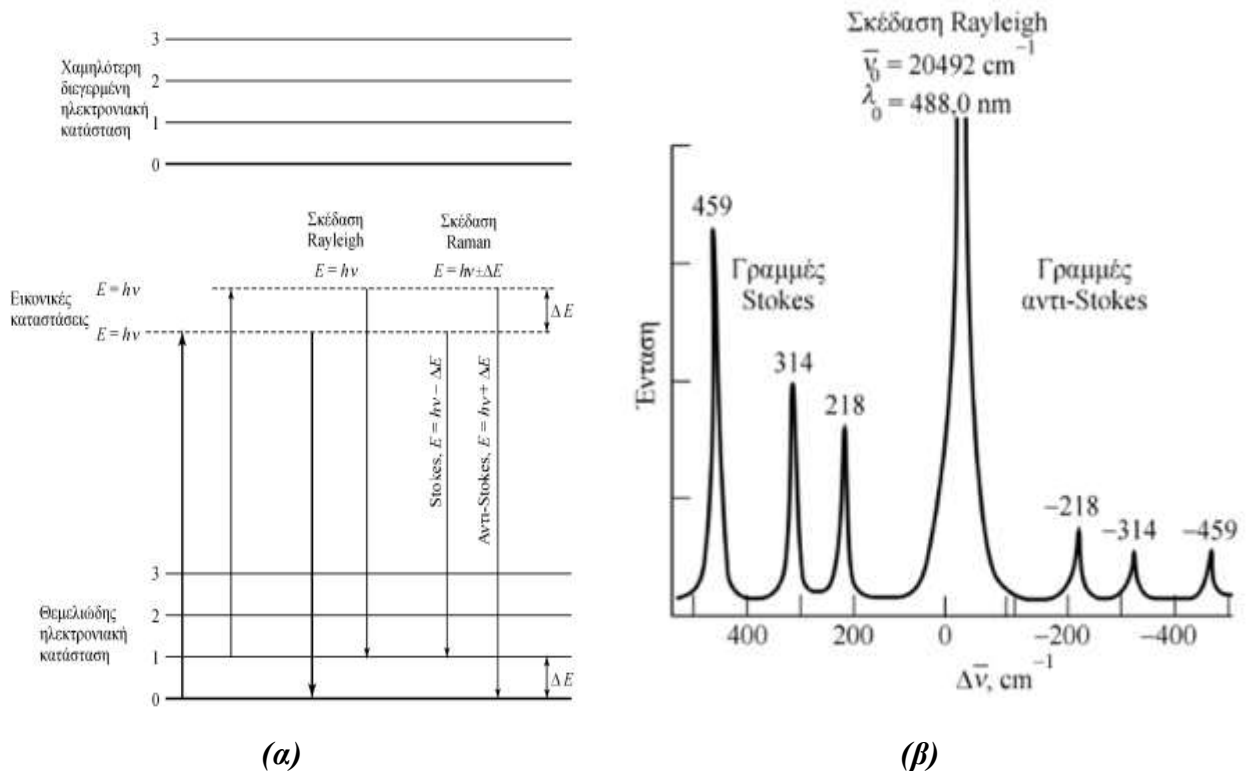 3
Χαμηλότερη
διεγερμένη
ηλεκτρονιακή
κατάσταση
2
1
0
Σκέδαση
Rayleigh
E = hν
Σκέδαση
Raman
E = hν±ΔE
Εικονικές
καταστάσεις
E = hν
E = hν
ΔE
Stokes, E = hν − ΔE
Αντι-Stokes, E = hν + ΔE
3
Θεμελιώδης
ηλεκτρονιακή
κατάσταση
2
1
0
ΔE
(α)
Σκέδαση Rayleigh
ν̅₀ = 20492 cm⁻¹
λ₀ = 488,0 nm
459
Γραμμές
Stokes
Γραμμές
αντι-Stokes
314
218
−218
−314
−459
Ένταση
400 200 0 −200 −400
Δν̅, cm⁻¹
(β)